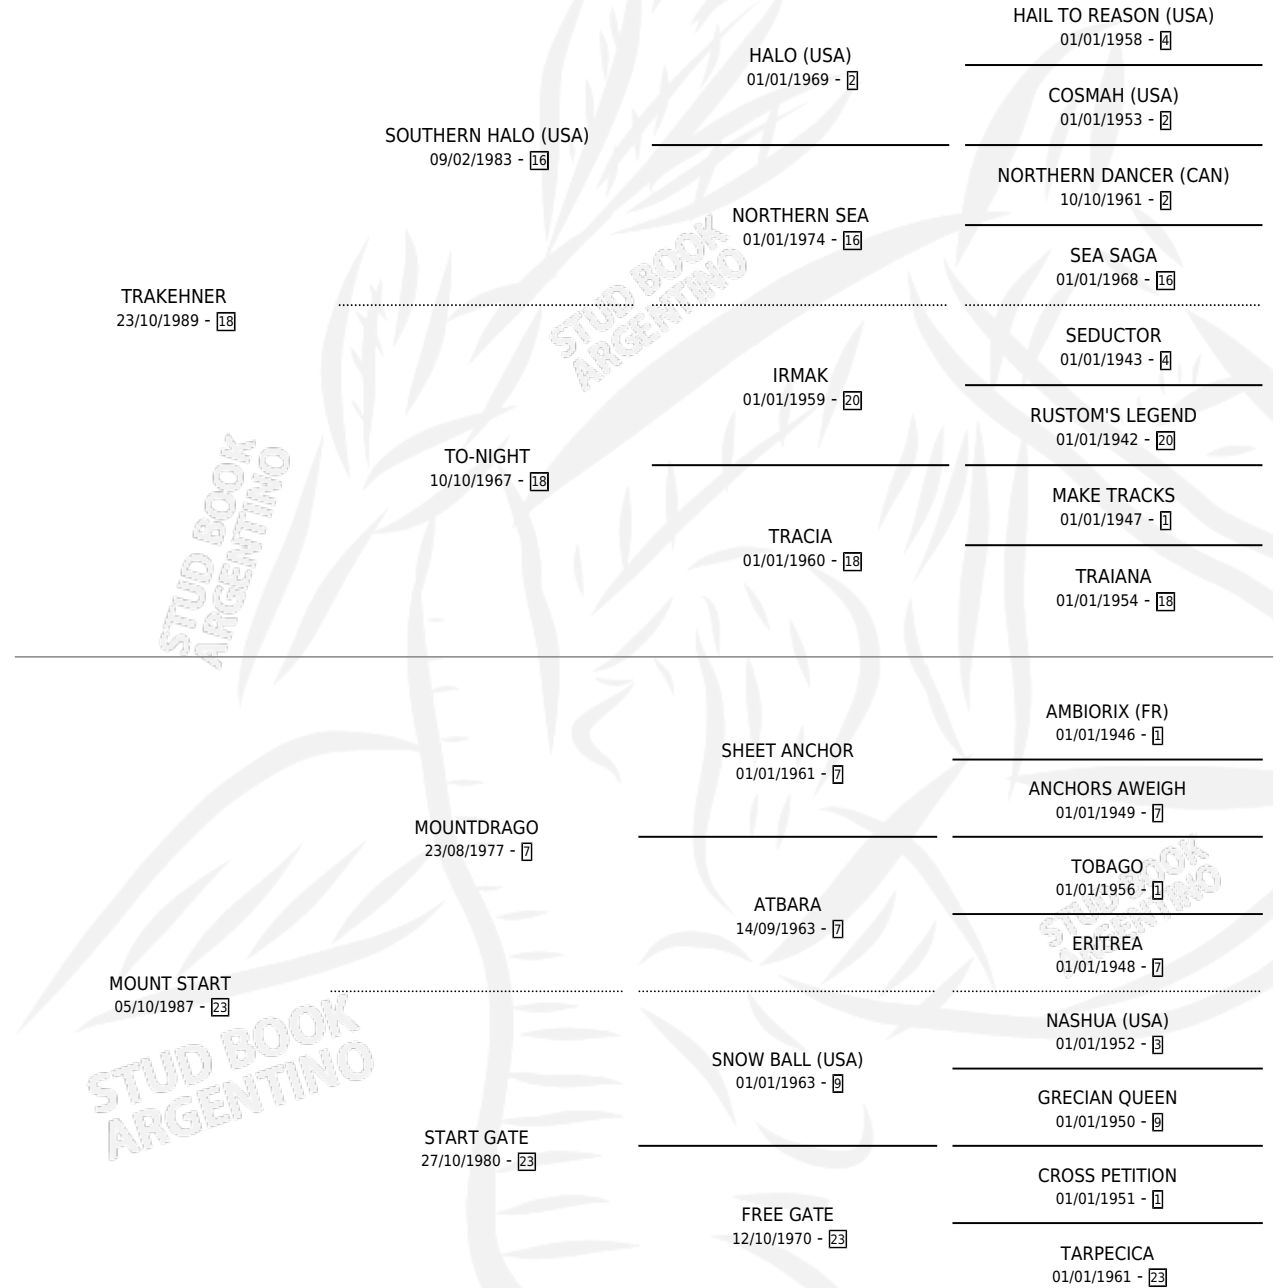 HAIL TO REASON (USA)
01/01/1958 - 4
HALO (USA)
01/01/1969 - 2
COSMAH (USA)
01/01/1953 - 2
SOUTHERN HALO (USA)
09/02/1983 - 16
NORTHERN DANCER (CAN)
10/10/1961 - 2
NORTHERN SEA
01/01/1974 - 16
SEA SAGA
01/01/1968 - 16
TRAKEHNER
23/10/1989 - 18
SEDUCTOR
01/01/1943 - 4
IRMAK
01/01/1959 - 20
RUSTOM'S LEGEND
01/01/1942 - 20
TO-NIGHT
10/10/1967 - 18
MAKE TRACKS
01/01/1947 - 1
TRACIA
01/01/1960 - 18
TRAIANA
01/01/1954 - 18
AMBIORIX (FR)
01/01/1946 - 1
SHEET ANCHOR
01/01/1961 - 7
ANCHORS AWEIGH
01/01/1949 - 7
MOUNTDRAGO
23/08/1977 - 7
TOBAGO
01/01/1956 - 1
ATBARA
14/09/1963 - 7
ERITREA
01/01/1948 - 7
MOUNT START
05/10/1987 - 23
NASHUA (USA)
01/01/1952 - 3
SNOW BALL (USA)
01/01/1963 - 9
GRECIAN QUEEN
01/01/1950 - 9
START GATE
27/10/1980 - 23
CROSS PETITION
01/01/1951 - 1
FREE GATE
12/10/1970 - 23
TARPECICA
01/01/1961 - 23
STUD BOOK
ARGENTINO
STUD BOOK
ARGENTINO
STUD BOOK
ARGENTINO
STUD BOOK
ARGENTINO